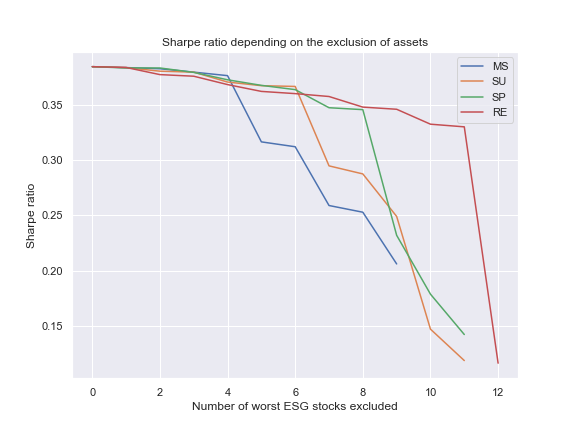 Sharpe ratio depending on the exclusion of assets
MS
SU
SP
RE
0.35
0.30
0.25
0.20
0.15
Sharpe ratio
0 2 4 6 8 10 12
Number of worst ESG stocks excluded